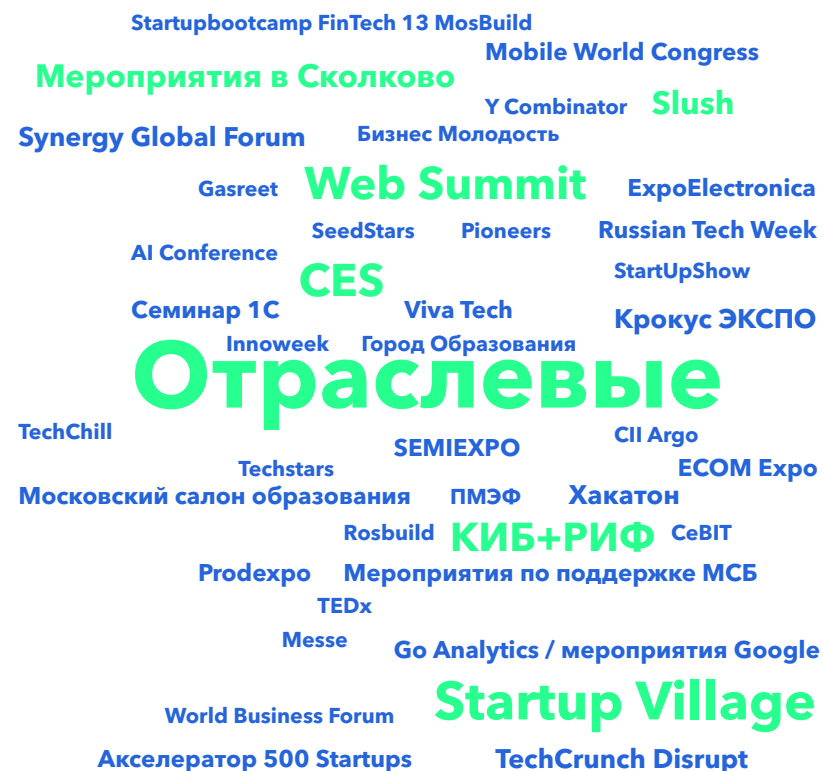 Startupbootcamp FinTech 13 MosBuild
Mobile World Congress
Мероприятия в Сколково
Y Combinator
Slush
Synergy Global Forum
Бизнес Молодость
Gasreet
Web Summit
ExpoElectronica
SeedStars
Pioneers
Russian Tech Week
AI Conference
CES
StartUpShow
Семинар 1С
Viva Tech
Крокус ЭКСПО
Innoweek
Город Образования
Отраслевые
TechChill
SEMIEXPO
CII Argo
Techstars
ECOM Expo
Московский салон образования
ПМЭФ
Хакатон
Rosbuild
КИБ+РИФ
CeBIT
Prodexpo
Мероприятия по поддержке МСБ
TEDx
Messe
Go Analytics / мероприятия Google
World Business Forum
Startup Village
Акселератор 500 Startups
TechCrunch Disrupt